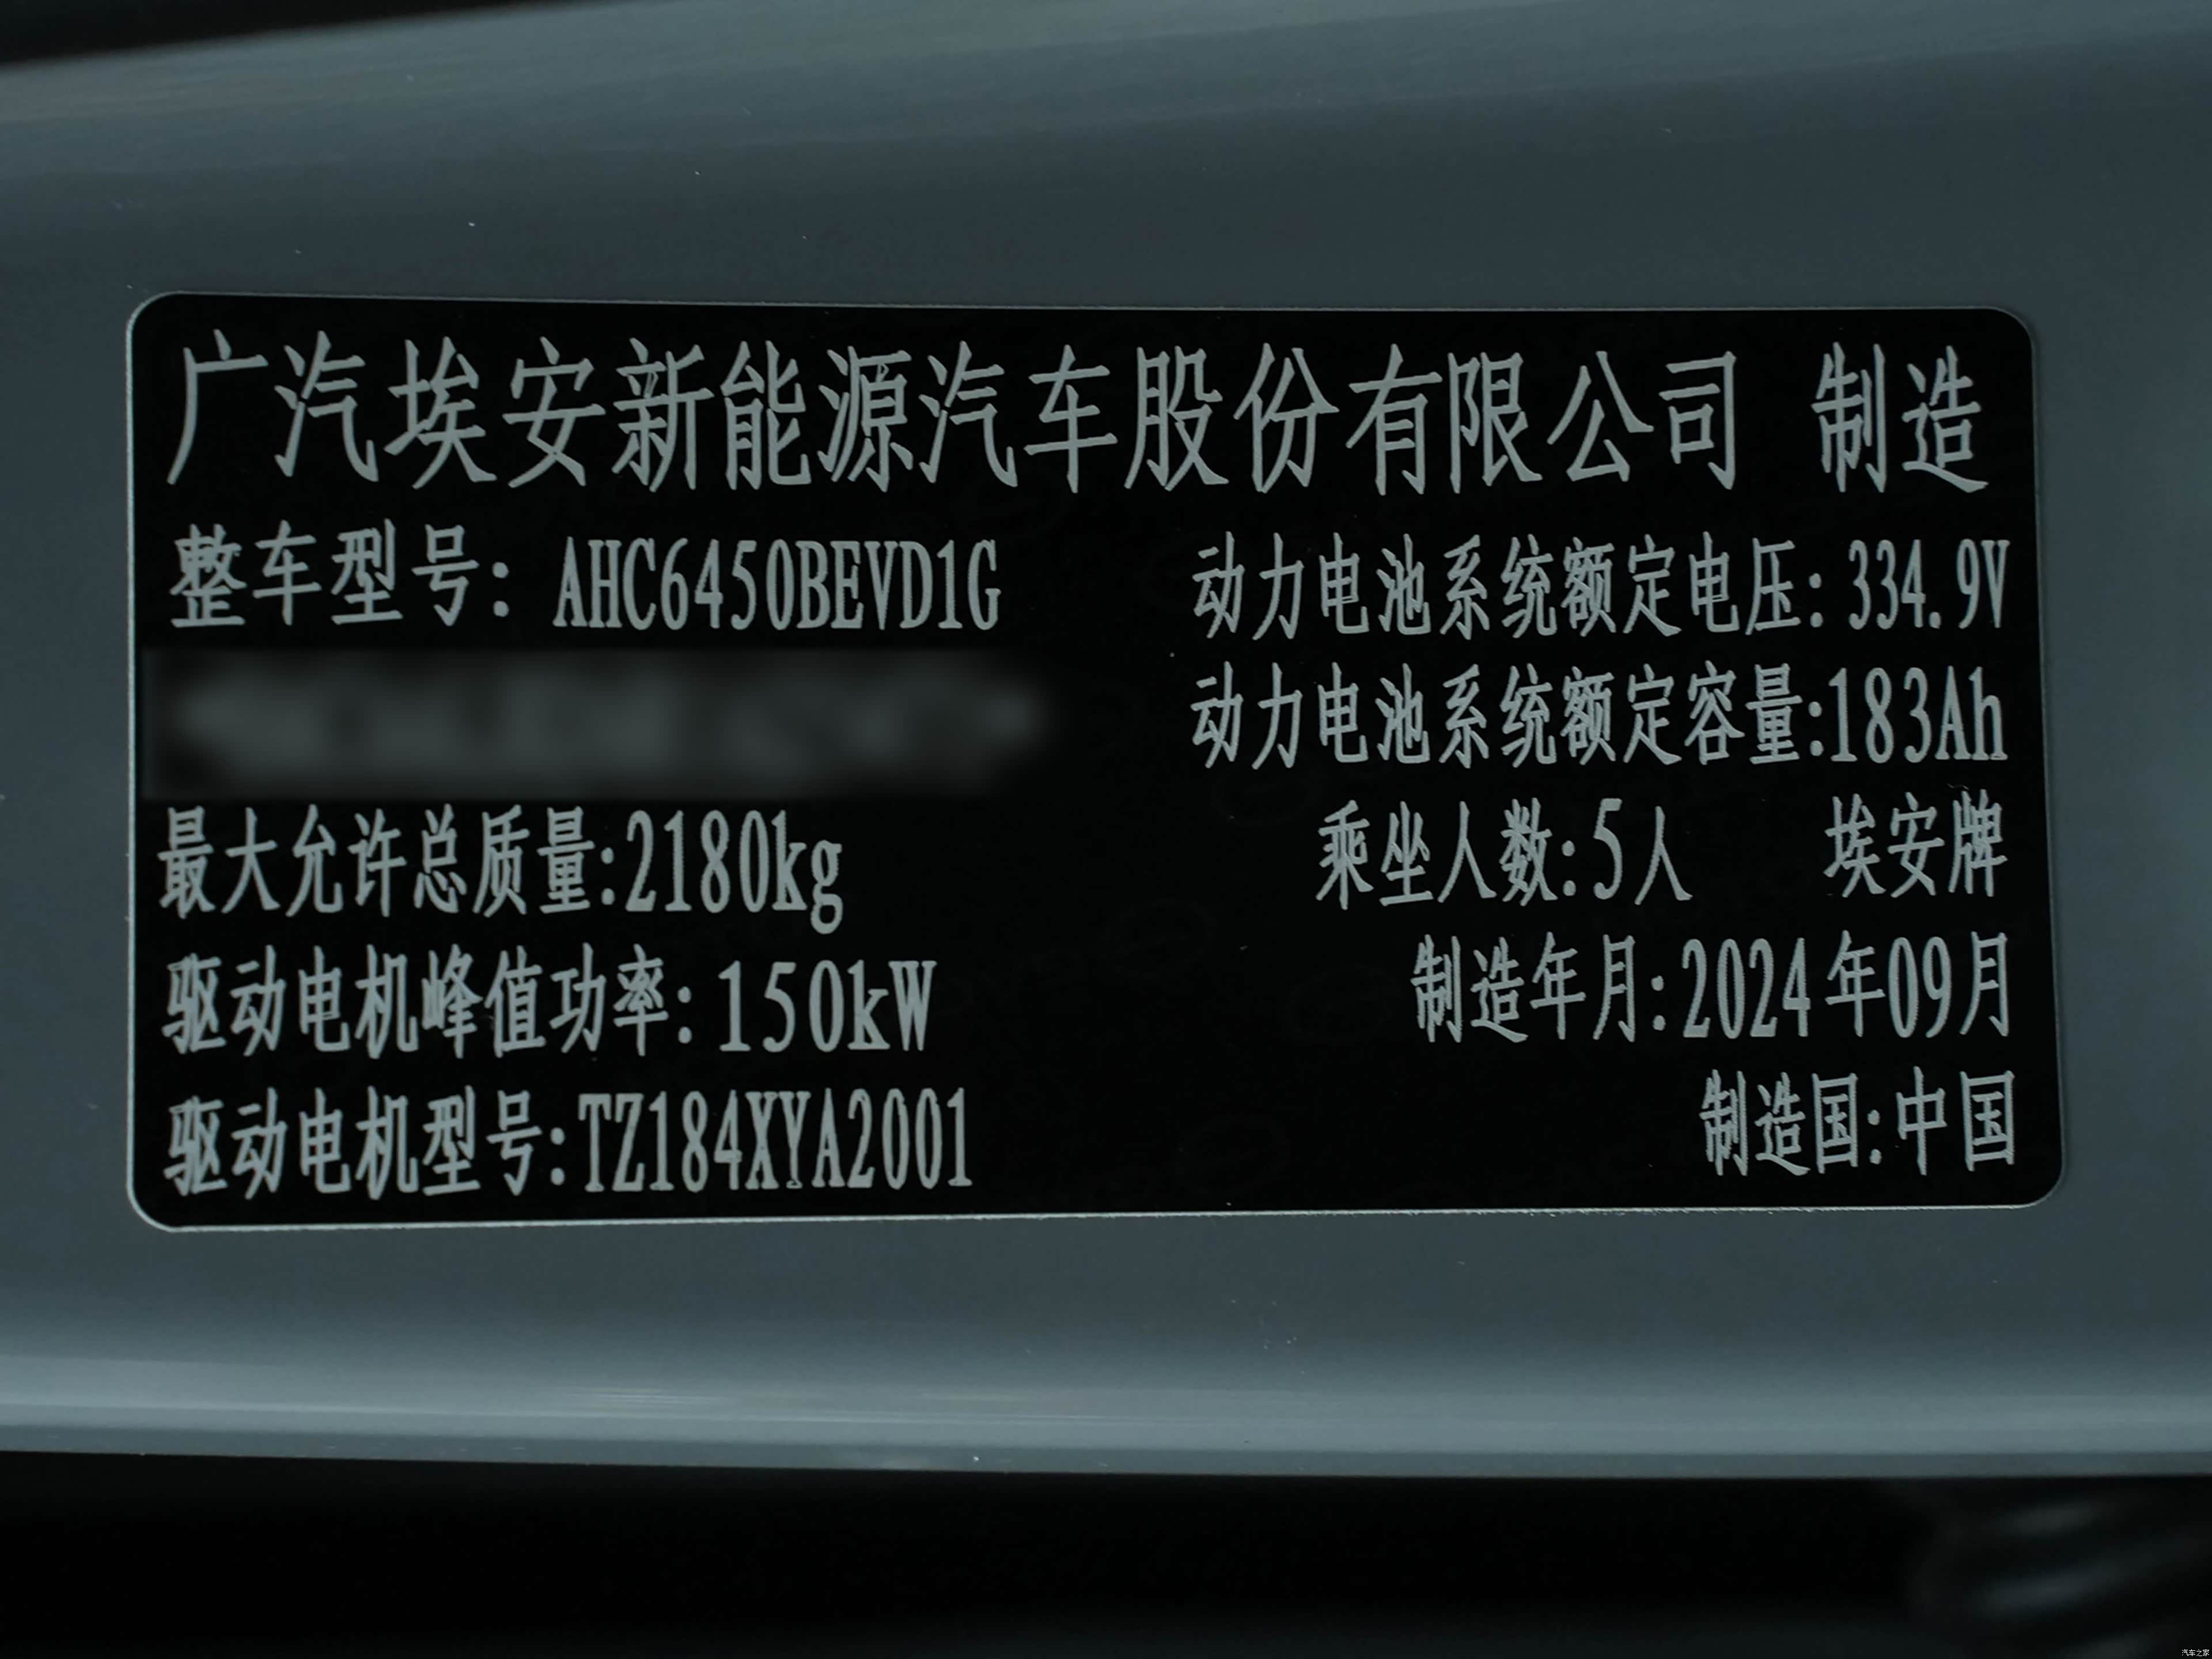 广汽埃安新能源汽车股份有限公司 制造
整车型号: AHC6450BEVD1G 动力电池系统额定电压: 334.9V
动力电池系统额定容量:183Ah
最大允许总质量:2180kg 乘坐人数:5人 埃安牌
驱动电机峰值功率:150kW 制造年月:2024年09月
驱动电机型号:TZ184XYA2001 制造国:中国
汽车之家